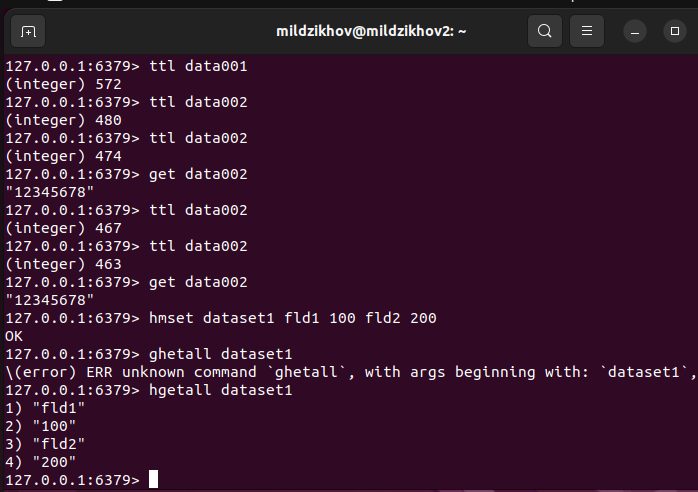 mildzikhov@mildzikhov2: ~
127.0.0.1:6379> ttl data001
(integer) 572
127.0.0.1:6379> ttl data002
(integer) 480
127.0.0.1:6379> ttl data002
(integer) 474
127.0.0.1:6379> get data002
"12345678"
127.0.0.1:6379> ttl data002
(integer) 467
127.0.0.1:6379> ttl data002
(integer) 463
127.0.0.1:6379> get data002
"12345678"
127.0.0.1:6379> hmset dataset1 fld1 100 fld2 200
OK
127.0.0.1:6379> ghetall dataset1
\(error) ERR unknown command `ghetall`, with args beginning with: `dataset1`,
127.0.0.1:6379> hgetall dataset1
1) "fld1"
2) "100"
3) "fld2"
4) "200"
127.0.0.1:6379>